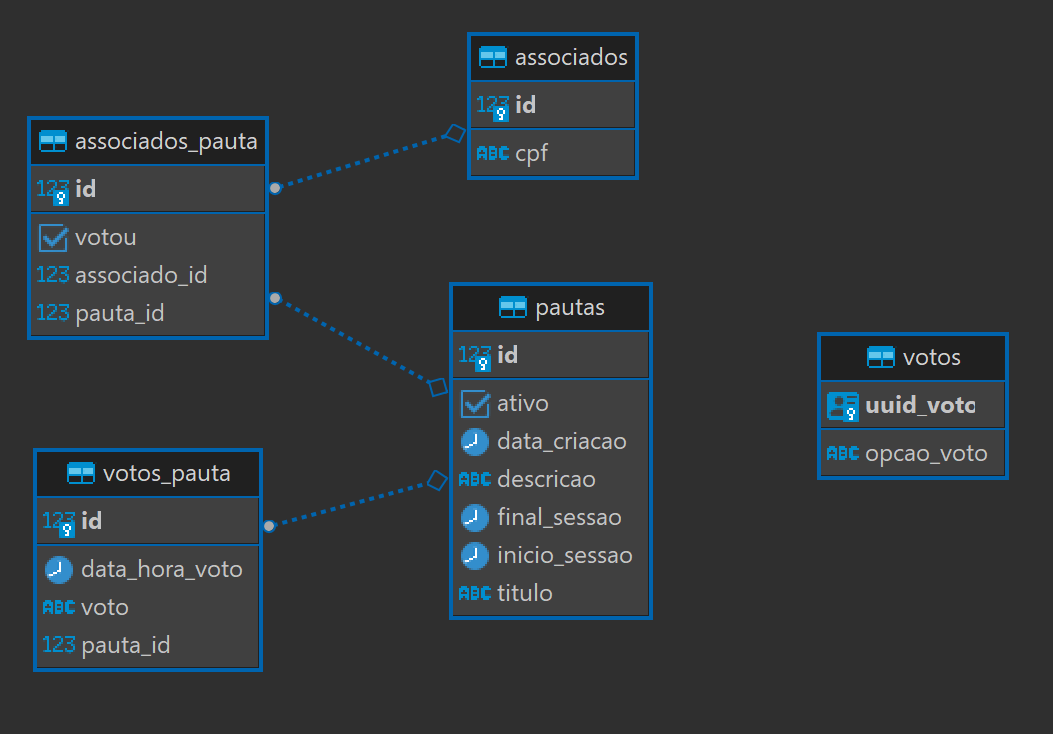 associados
123 id
ABC cpf
associados_pauta
123 id
votou
123 associado_id
123 pauta_id
pautas
123 id
ativo
data_criacao
ABC descricao
final_sessao
inicio_sessao
ABC titulo
votos
uuid_voto
ABC opcao_voto
votos_pauta
123 id
data_hora_voto
ABC voto
123 pauta_id